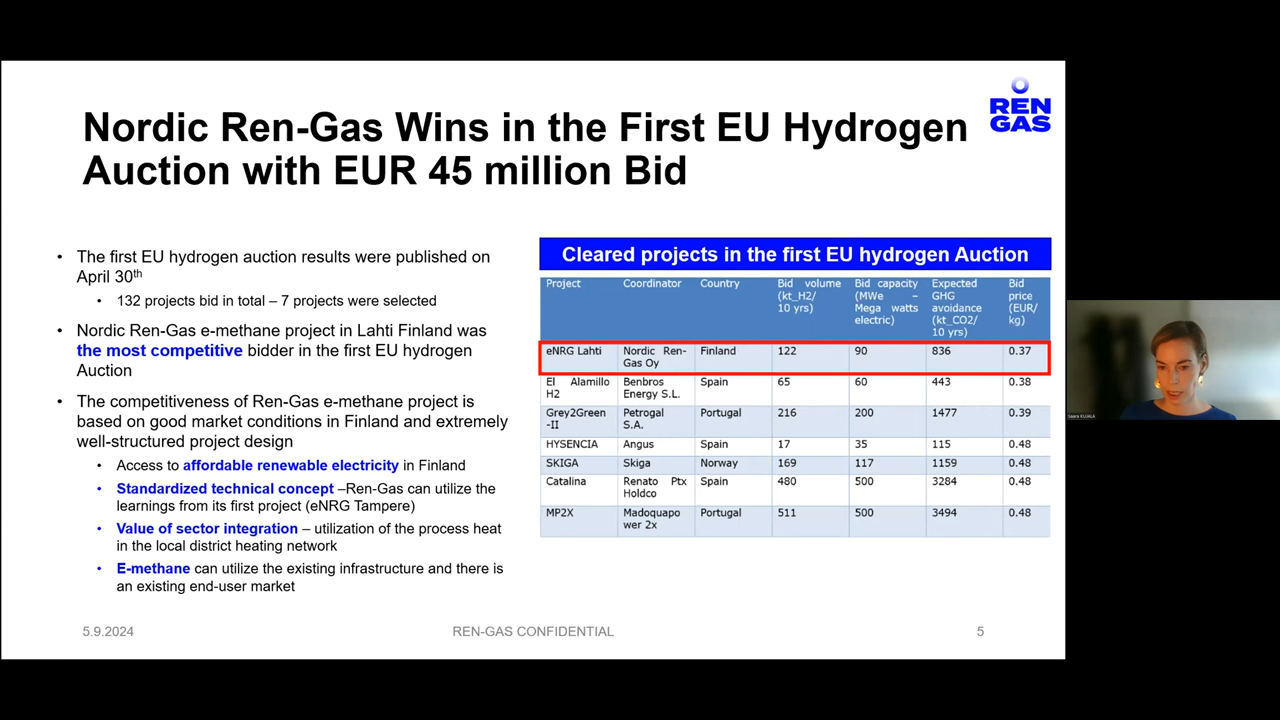 REN
GAS
Nordic Ren-Gas Wins in the First EU Hydrogen
Auction with EUR 45 million Bid
• The first EU hydrogen auction results were published on
April 30th
• 132 projects bid in total – 7 projects were selected
• Nordic Ren-Gas e-methane project in Lahti Finland was
the most competitive bidder in the first EU hydrogen
Auction
• The competitiveness of Ren-Gas e-methane project is
based on good market conditions in Finland and extremely
well-structured project design
• Access to affordable renewable electricity in Finland
• Standardized technical concept –Ren-Gas can utilize the
learnings from its first project (eNRG Tampere)
• Value of sector integration – utilization of the process heat
in the local district heating network
• E-methane can utilize the existing infrastructure and there is
an existing end-user market
Cleared projects in the first EU hydrogen Auction
Project Coordinator Country Bid volume (kt_H2/ 10 yrs) Bid capacity (MWe – Mega watts electric) Expected GHG avoidance (kt_CO2/ 10 yrs) Bid price (EUR/ kg)
eNRG Lahti Nordic Ren-Gas Oy Finland 122 90 836 0.37
El Alamillo H2 Benbros Energy S.L. Spain 65 60 443 0.38
Grey2Green-II Petrogal S.A. Portugal 216 200 1477 0.39
HYSENCIA Angus Spain 17 35 115 0.48
SKIGA Skiga Norway 169 117 1159 0.48
Catalina Renato Ptx Holdco Spain 480 500 3284 0.48
MP2X Madoquapower 2x Portugal 511 500 3494 0.48
5.9.2024
REN-GAS CONFIDENTIAL
5
Saara KUJALA